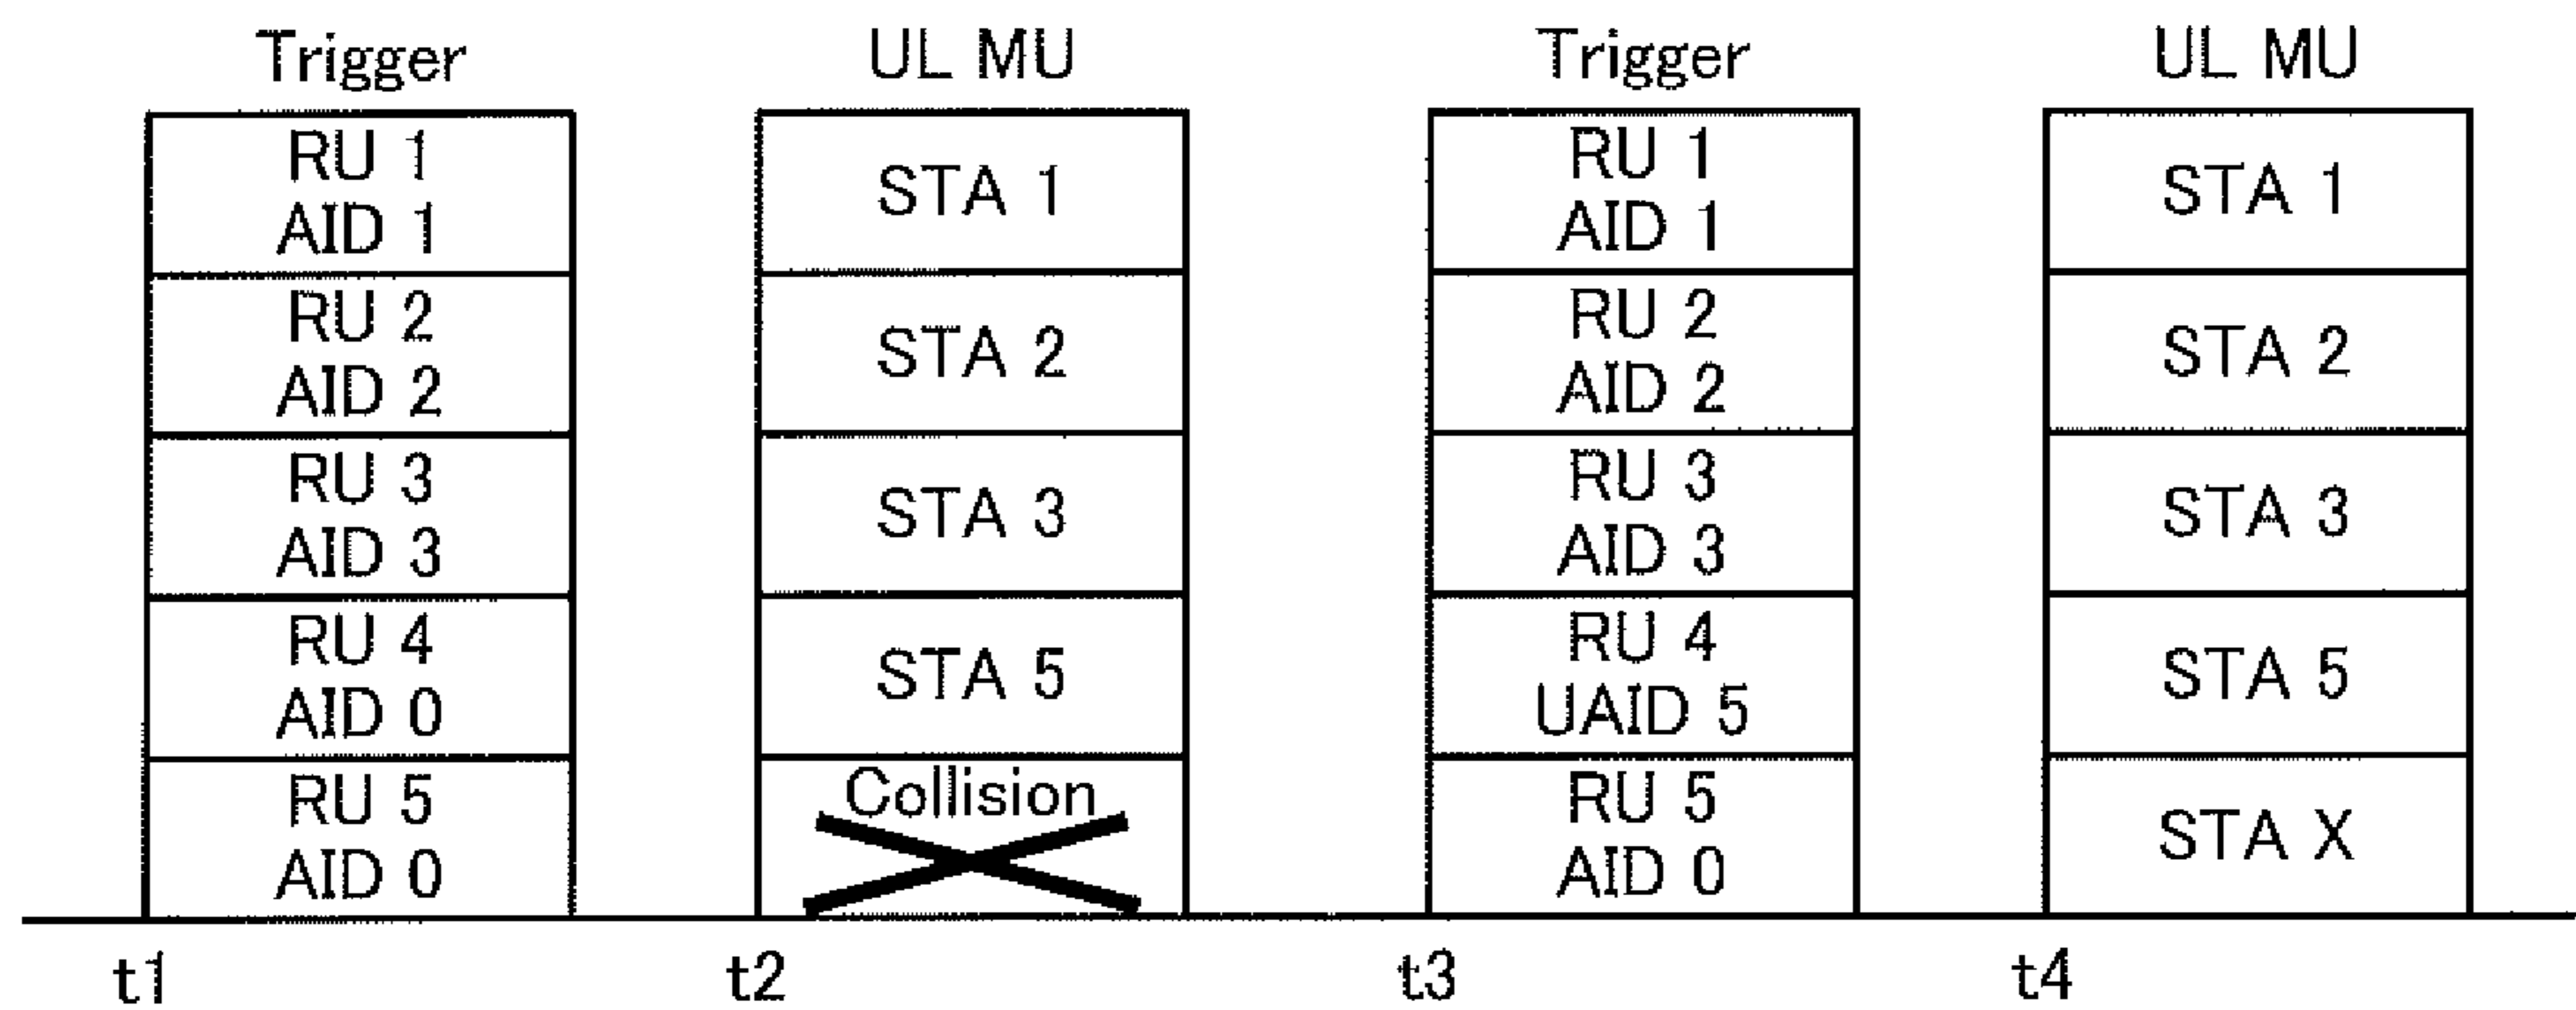 Trigger
RU 1
AID 1
RU 2
AID 2
RU 3
AID 3
RU 4
AID 0
RU 5
AID 0
UL MU
STA 1
STA 2
STA 3
STA 5
Collision
Trigger
RU 1
AID 1
RU 2
AID 2
RU 3
AID 3
RU 4
UAID 5
RU 5
AID 0
UL MU
STA 1
STA 2
STA 3
STA 5
STA X
t1
t2
t3
t4